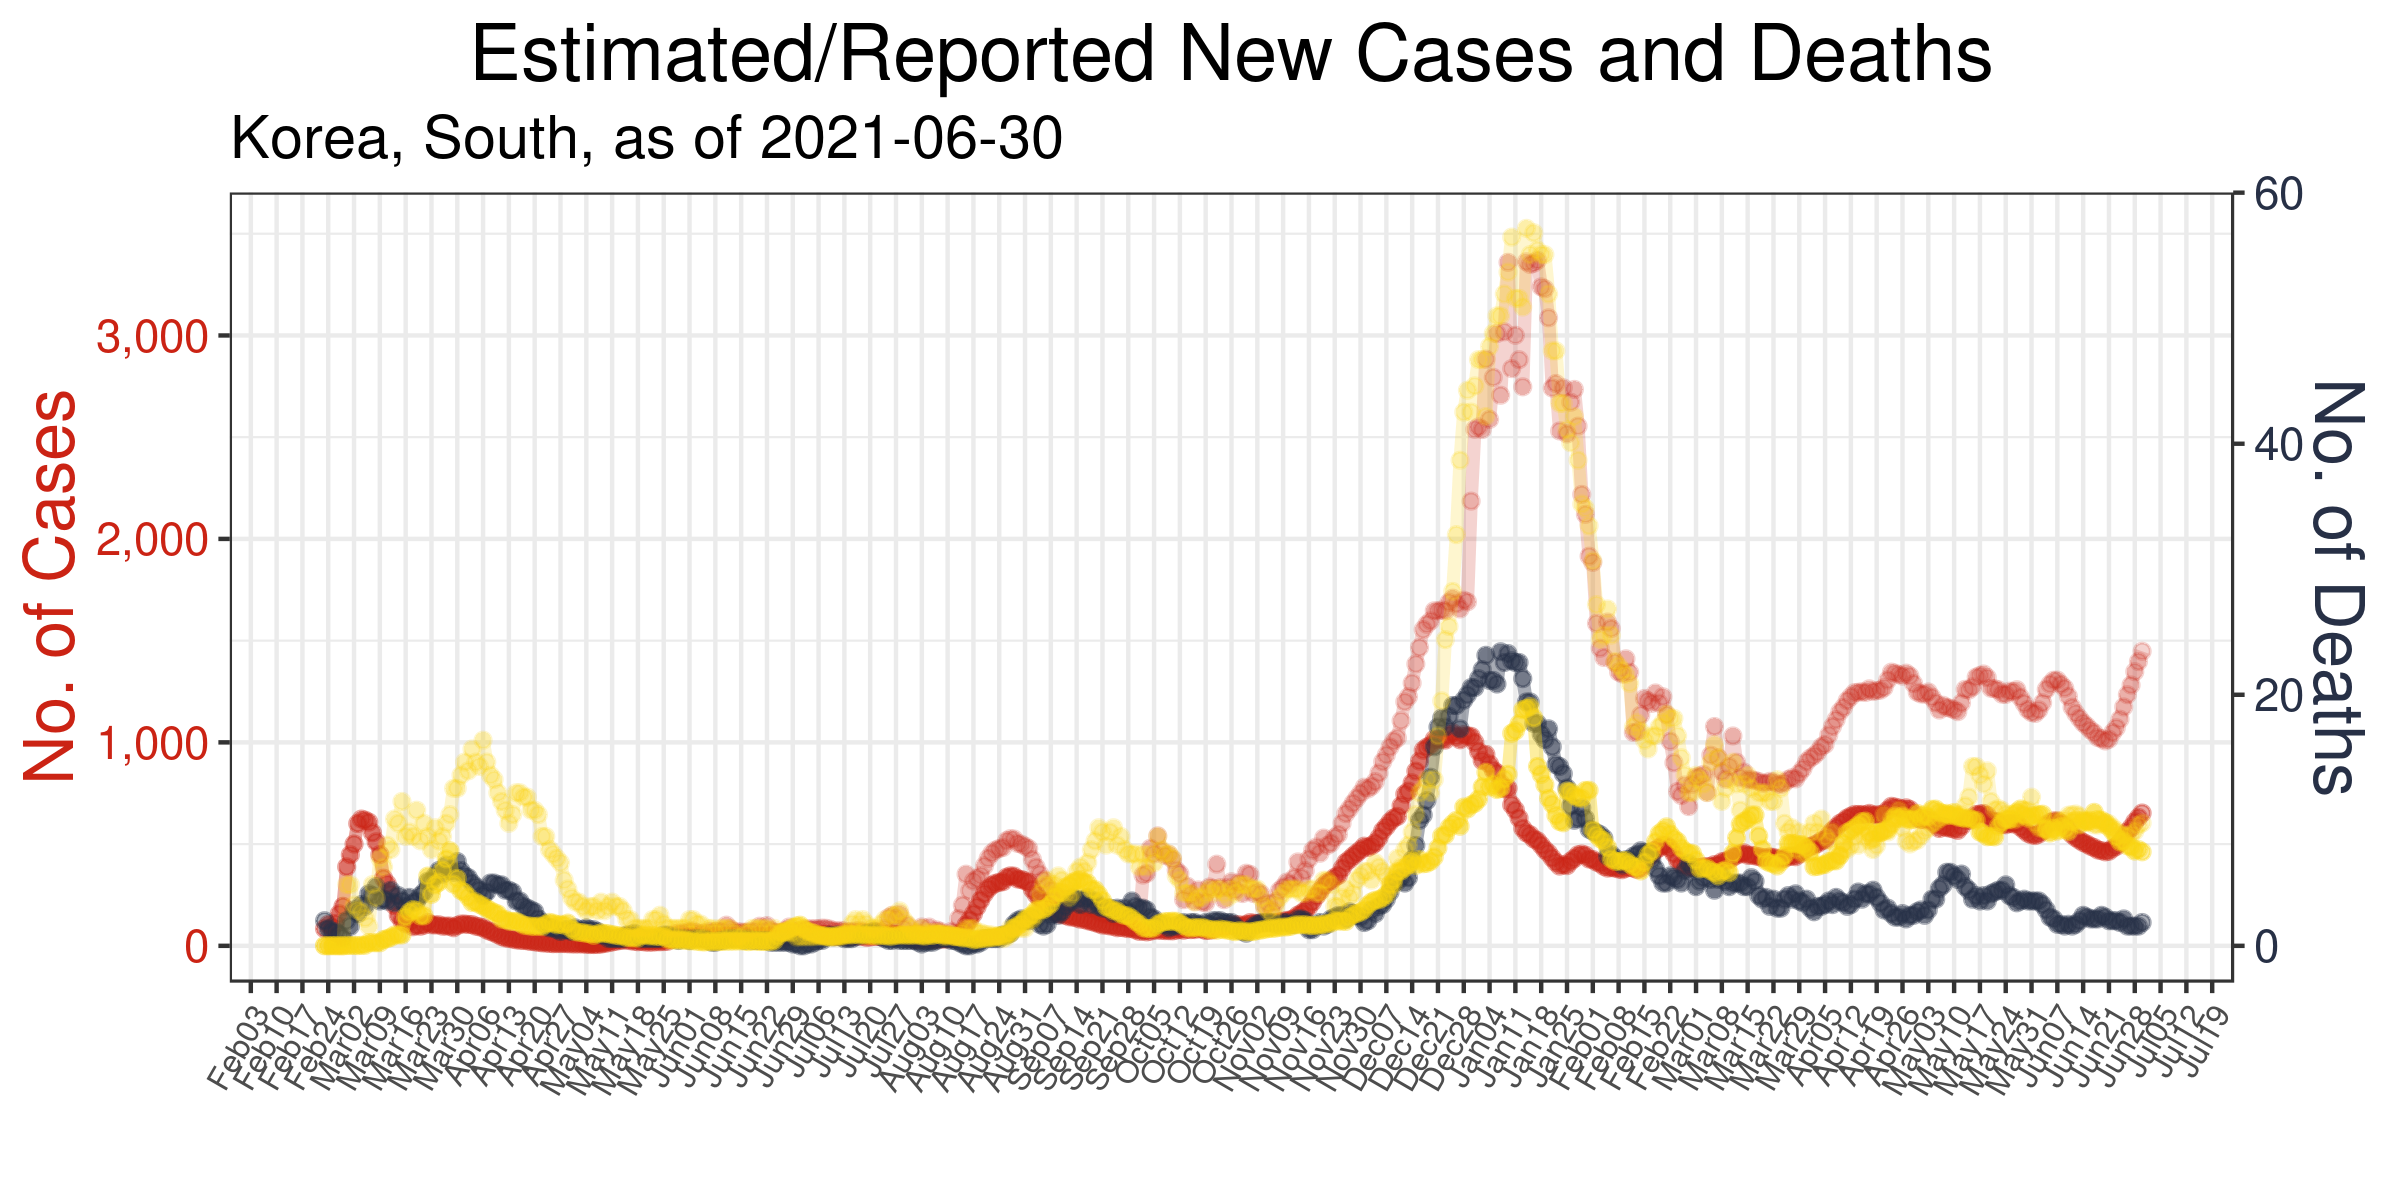 Estimated/Reported New Cases and Deaths
Korea, South, as of 2021-06-30
No. of Cases
3,000
2,000
1,000
0
60
40
20
0
No. of Deaths
Feb03
Feb10
Feb17
Feb24
Mar02
Mar09
Mar16
Mar23
Mar30
Apr06
Apr13
Apr20
Apr27
May04
May11
May18
May25
Jun01
Jun08
Jun15
Jun22
Jun29
Jul06
Jul13
Jul20
Jul27
Aug03
Aug10
Aug17
Aug24
Aug31
Sep07
Sep14
Sep21
Sep28
Oct05
Oct12
Oct19
Oct26
Nov02
Nov09
Nov16
Nov23
Nov30
Dec07
Dec14
Dec21
Dec28
Jan04
Jan11
Jan18
Jan25
Feb01
Feb08
Feb15
Feb22
Mar01
Mar08
Mar15
Mar22
Mar29
Apr05
Apr12
Apr19
Apr26
May03
May10
May17
May24
May31
Jun07
Jun14
Jun21
Jun28
Jul05
Jul12
Jul19